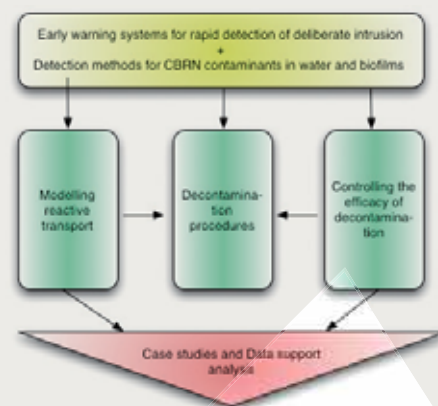 Early warning systems for rapid detection of deliberate intrusion
+
Detection methods for CBRN contaminants in water and biofilms
Modelling
reactive
transport
Decontamina-
tion
procedures
Controlling the
efficacy of
decontamina-
tion
Case studies and Data support
analysis